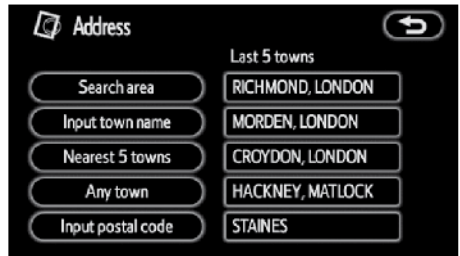 Address
Last 5 towns
Search area
RICHMOND, LONDON
Input town name
MORDEN, LONDON
Nearest 5 towns
CROYDON, LONDON
Any town
HACKNEY, MATLOCK
Input postal code
STAINES